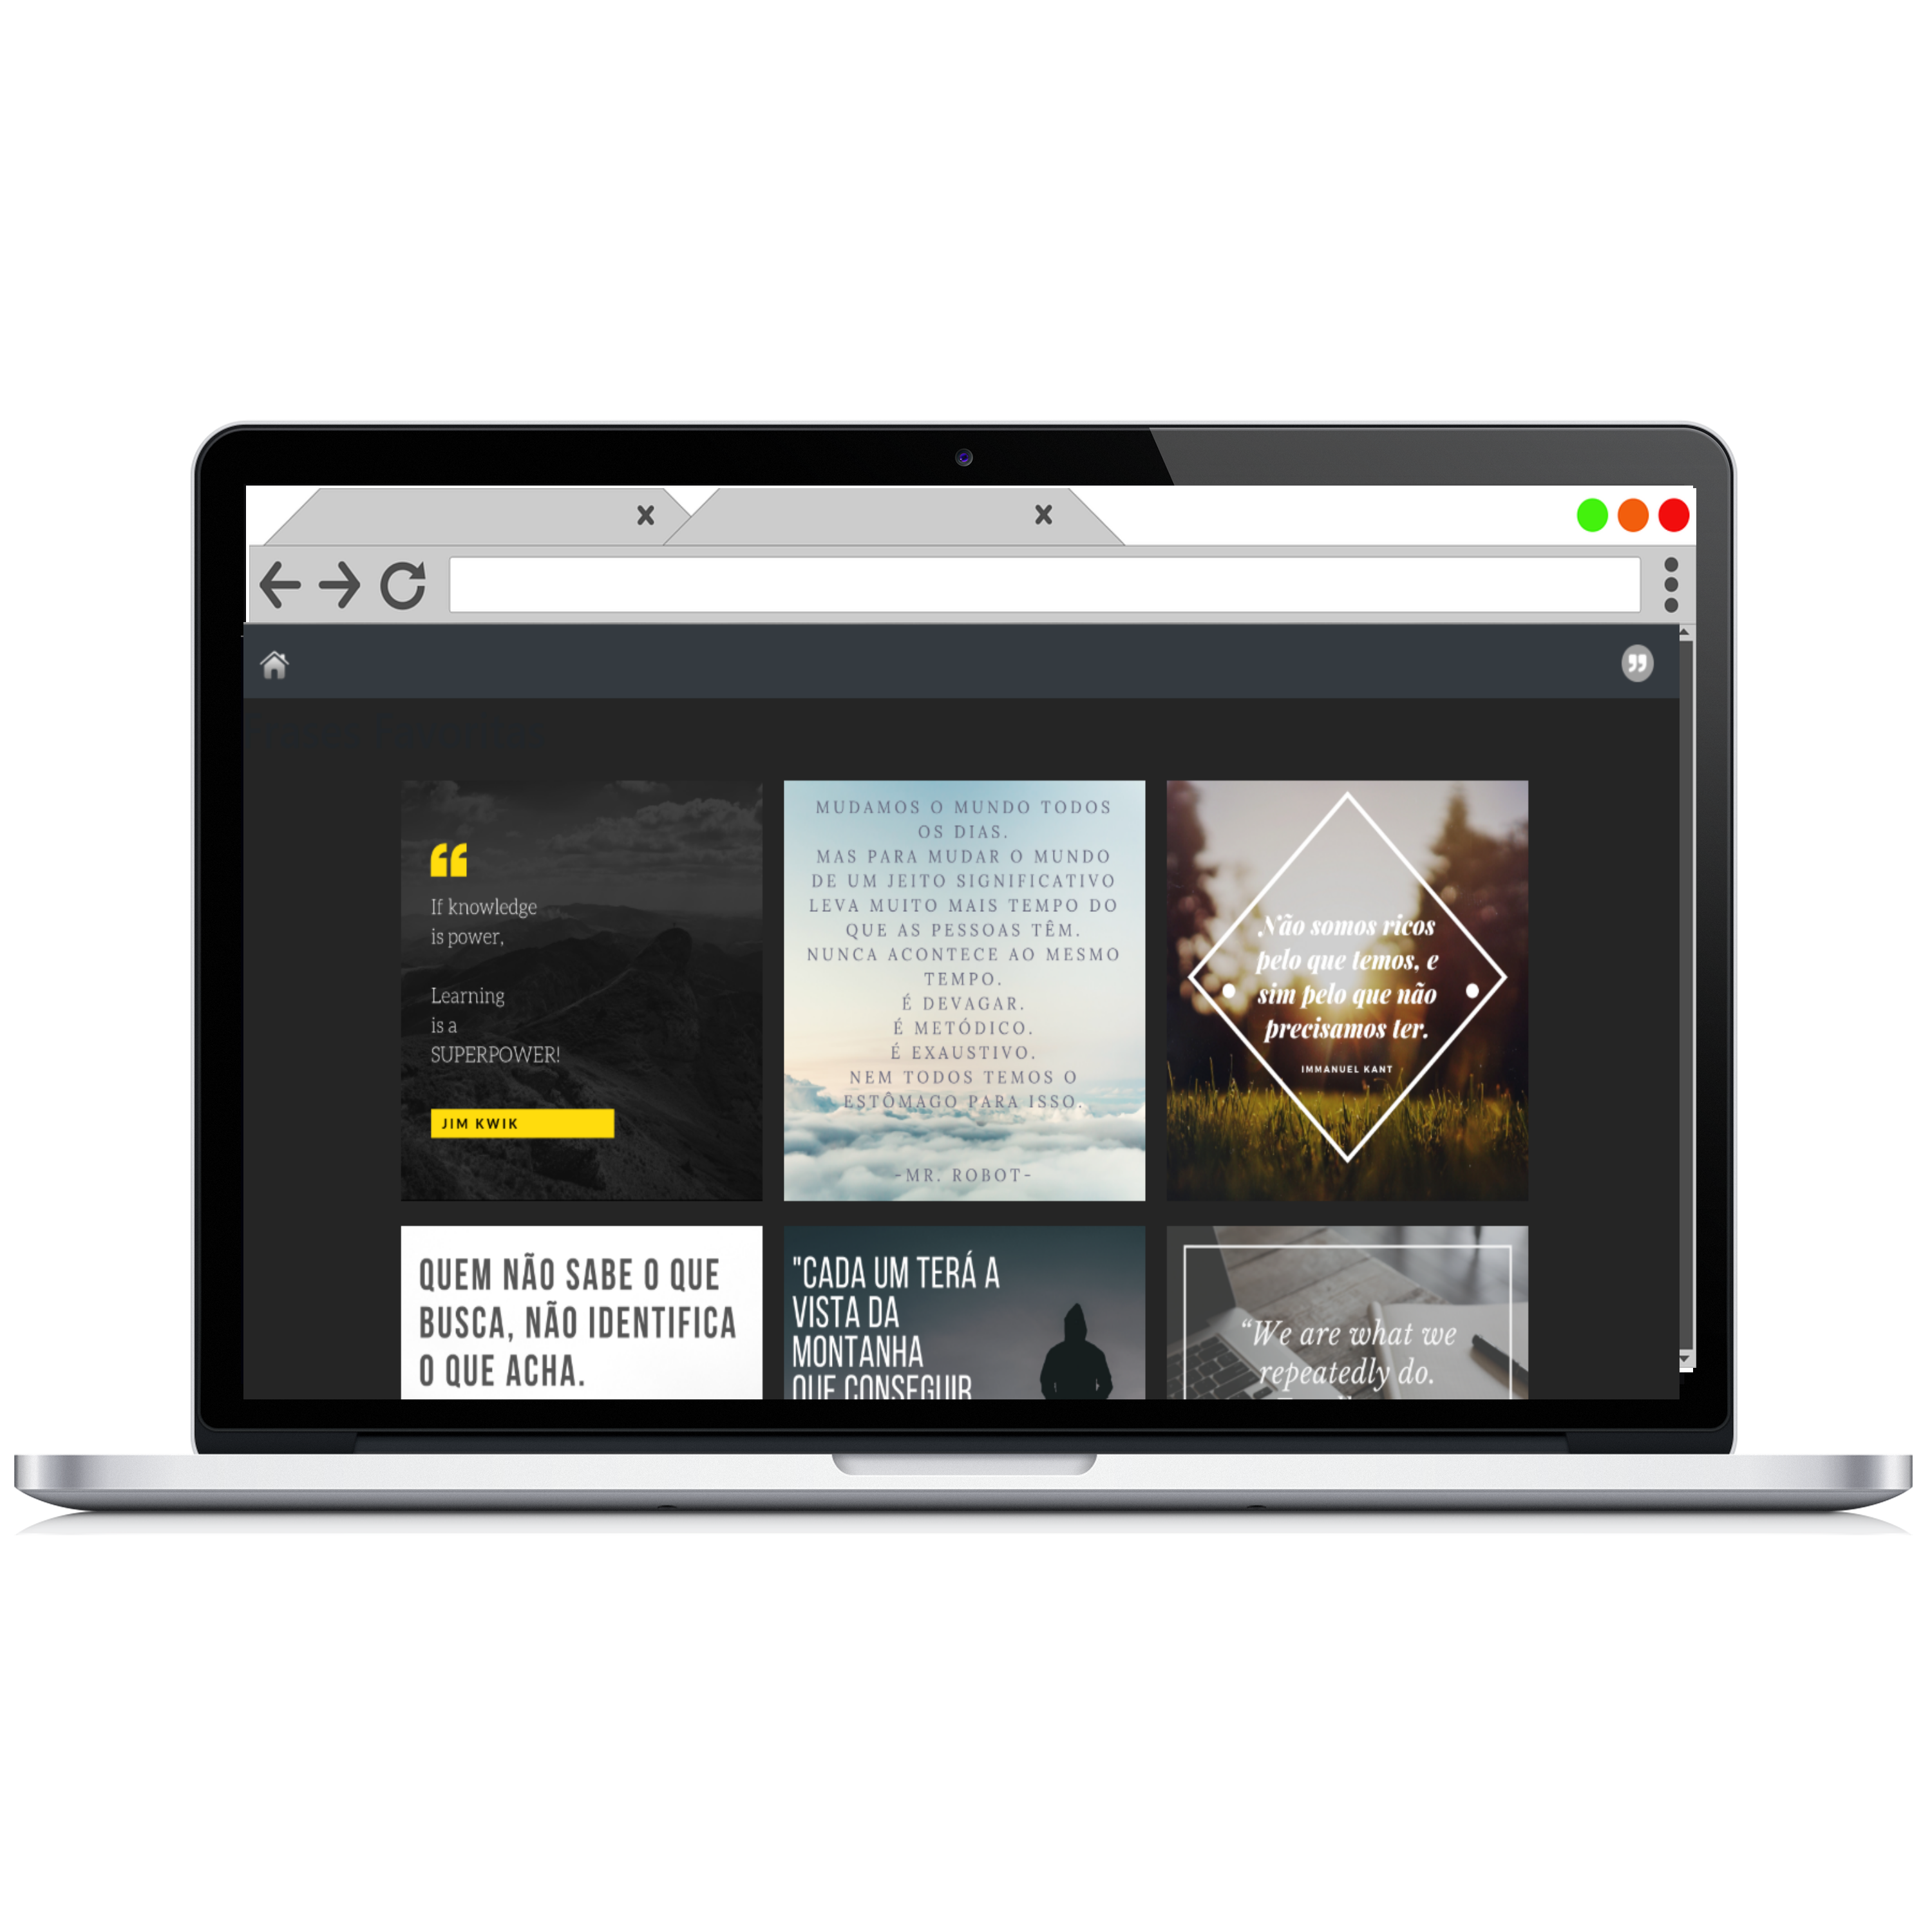 Frases Favoritas
If knowledge
is power,
Learning
is a
SUPERPOWER!
JIM KWIK
MUDAMOS O MUNDO TODOS
OS DIAS.
MAS PARA MUDAR O MUNDO
DE UM JEITO SIGNIFICATIVO
LEVA MUITO MAIS TEMPO DO
QUE AS PESSOAS TÊM.
NUNCA ACONTECE AO MESMO
TEMPO.
É DEVAGAR.
É METÓDICO.
É EXAUSTIVO.
NEM TODOS TEMOS O
ESTÔMAGO PARA ISSO.
-MR. ROBOT-
Não somos ricos
pelo que temos, e
sim pelo que não
precisamos ter.
IMMANUEL KANT
QUEM NÃO SABE O QUE
BUSCA, NÃO IDENTIFICA
O QUE ACHA.
"CADA UM TERÁ A
VISTA DA
MONTANHA
QUE CONSEGUIR
“We are what we
repeatedly do.